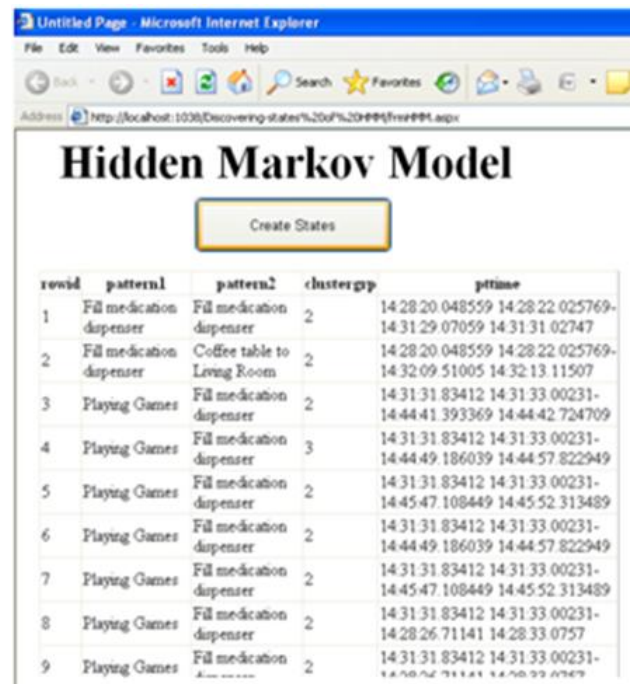 Untitled Page - Microsoft Internet Explorer
File Edit View Favorites Tools Help
Back Search Favorites
Address http://localhost:1038/Discovering-states%20of%20HMM/frmHMM.aspx
Hidden Markov Model
Create States
rowid pattern1 pattern2 clustergrp pttime
1 Fill medication dispenser Fill medication dispenser 2 14:28:20.048559 14:28:22.025769-
14:31:29.07059 14:31:31.02747
2 Fill medication dispenser Coffee table to Living Room 2 14:28:20.048559 14:28:22.025769-
14:32:09.51005 14:32:13.11507
3 Playing Games Fill medication dispenser 2 14:31:31.83412 14:31:33.00231-
14:44:41.393369 14:44:42.724709
4 Playing Games Fill medication dispenser 3 14:31:31.83412 14:31:33.00231-
14:44:49.186039 14:44:57.822949
5 Playing Games Fill medication dispenser 2 14:31:31.83412 14:31:33.00231-
14:45:47.108449 14:45:52.313489
6 Playing Games Fill medication dispenser 2 14:31:31.83412 14:31:33.00231-
14:44:49.186039 14:44:57.822949
7 Playing Games Fill medication dispenser 2 14:31:31.83412 14:31:33.00231-
14:45:47.108449 14:45:52.313489
8 Playing Games Fill medication dispenser 2 14:31:31.83412 14:31:33.00231-
14:28:26.71141 14:28:33.0757
9 Playing Games Fill medication 2 14:31:31.83412 14:31:33.00231-